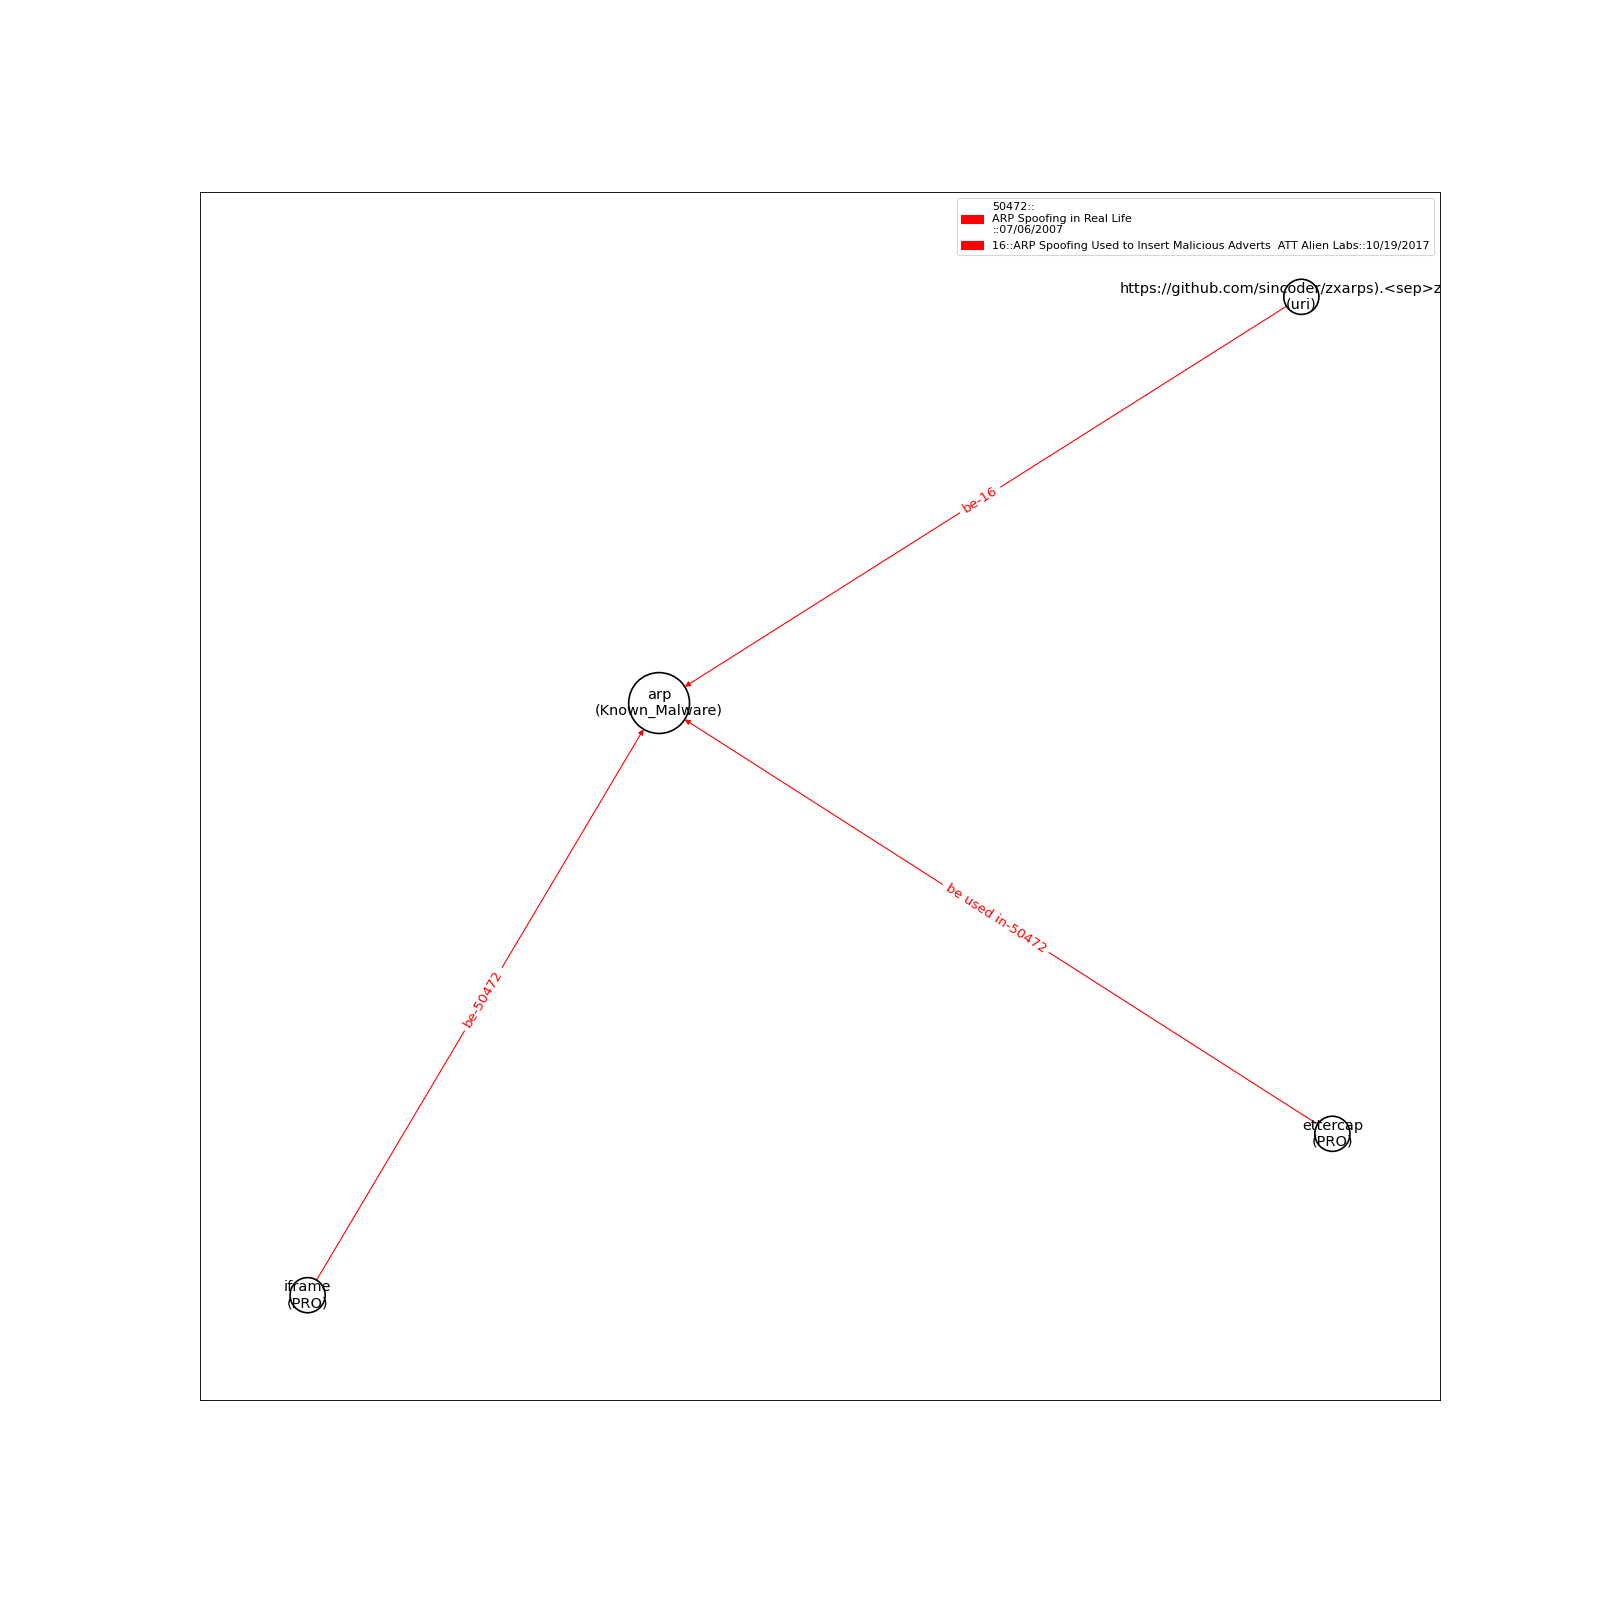 50472::
ARP Spoofing in Real Life
::07/06/2007
16::ARP Spoofing Used to Insert Malicious Adverts  ATT Alien Labs::10/19/2017
https://github.com/sincoder/zxarps).<sep>z
(uri)
be-16
arp
(Known_Malware)
be used in-50472
be-50472
ettercap
(PRO)
iframe
(PRO)